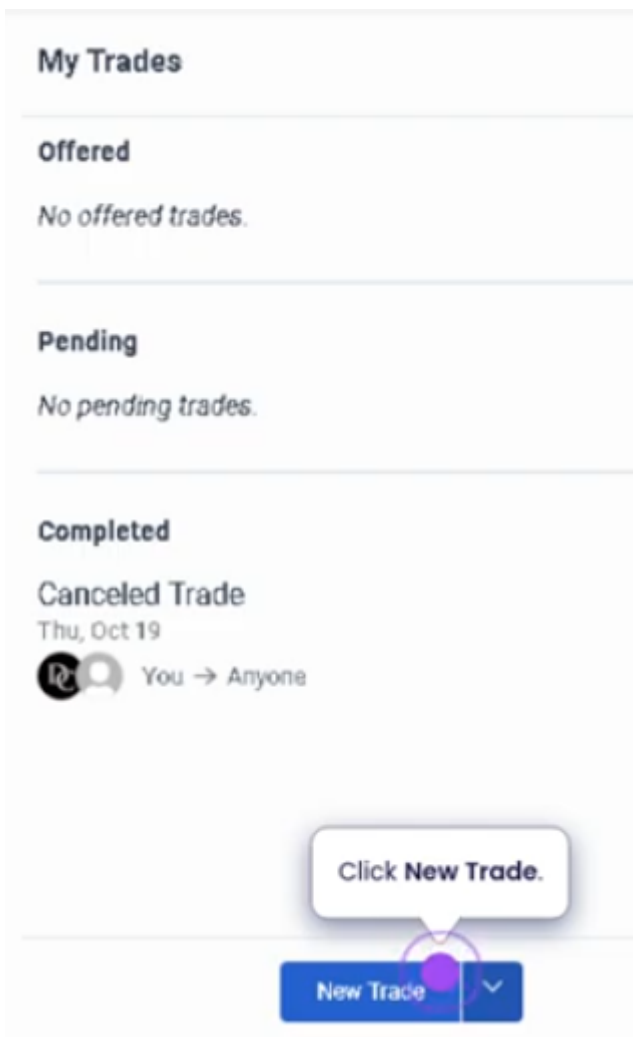 My Trades
Offered
No offered trades.
Pending
No pending trades.
Completed
Canceled Trade
Thu, Oct 19
DC
You → Anyone
Click New Trade.
New Trade